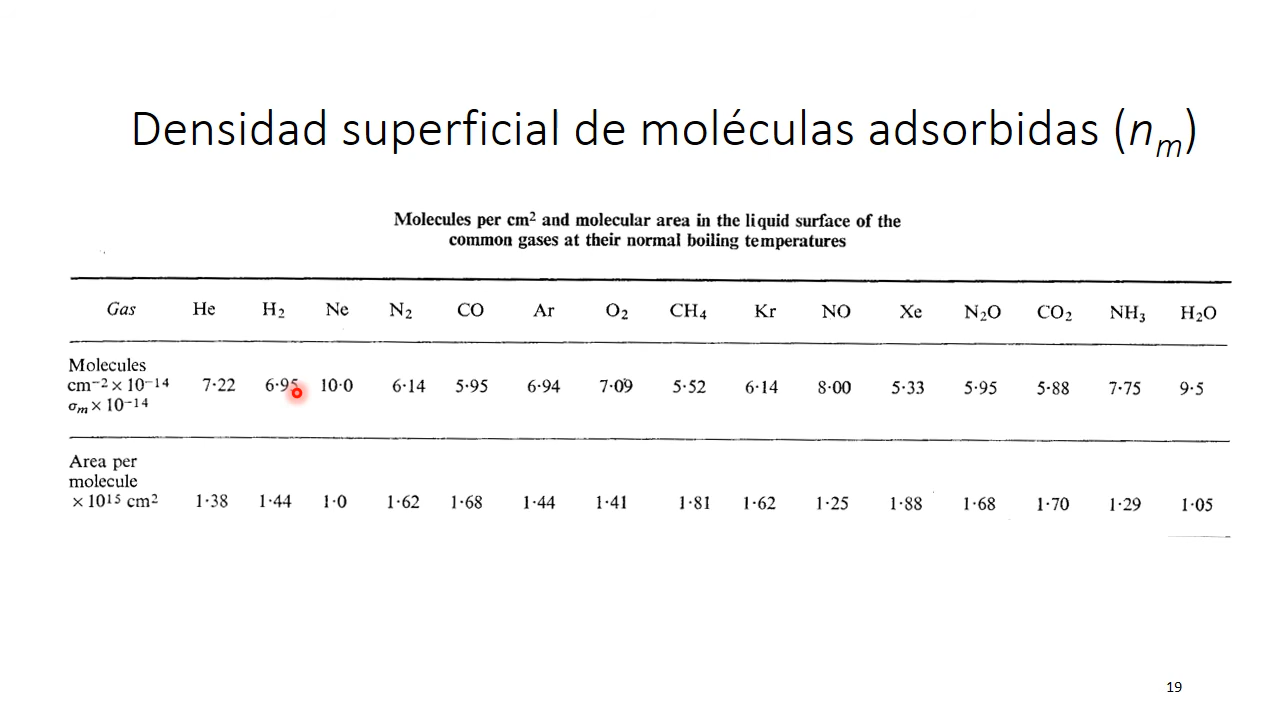 Densidad superficial de moléculas adsorbidas (nm)
Molecules per cm2 and molecular area in the liquid surface of the
common gases at their normal boiling temperatures
Gas He H2 Ne N2 CO Ar O2 CH4 Kr NO Xe N2O CO2 NH3 H2O
Molecules
cm−2 × 10−14 7·22 6·95 10·0 6·14 5·95 6·94 7·09 5·52 6·14 8·00 5·33 5·95 5·88 7·75 9·5
σm × 10−14
Area per
molecule
× 1015 cm2 1·38 1·44 1·0 1·62 1·68 1·44 1·41 1·81 1·62 1·25 1·88 1·68 1·70 1·29 1·05
19